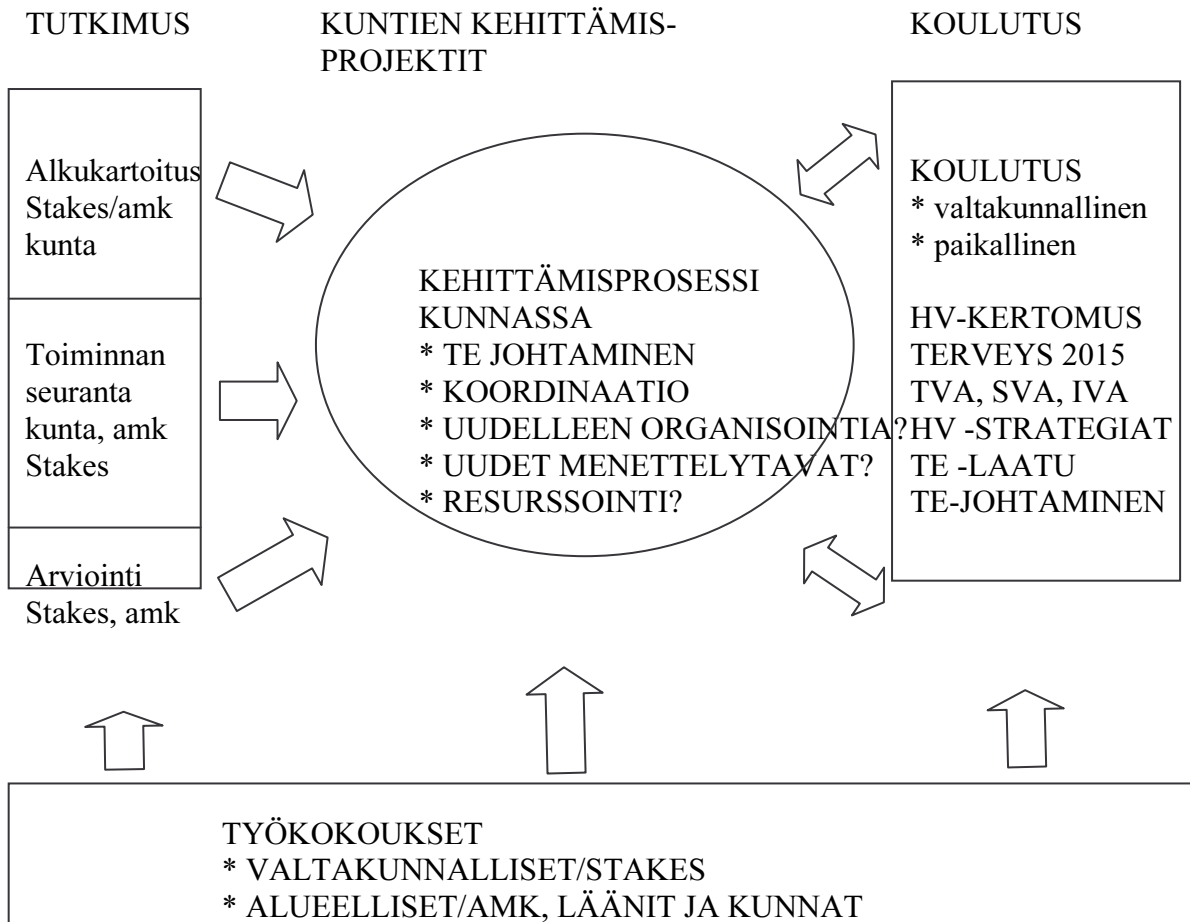 TUTKIMUS
KUNTIEN KEHITTÄMIS-
PROJEKTIT
KOULUTUS
Alkukartoitus
Stakes/amk
kunta
Toiminnan
seuranta
kunta, amk
Stakes
Arviointi
Stakes, amk
KEHITTÄMISPROSESSI
KUNNASSA
* TE JOHTAMINEN
* KOORDINAATIO
* UUDELLEEN ORGANISOINTIA?
* UUDET MENETTELYTAVAT?
* RESURSSOINTI?
KOULUTUS
* valtakunnallinen
* paikallinen
HV-KERTOMUS
TERVEYS 2015
TVA, SVA, IVA
HV -STRATEGIAT
TE -LAATU
TE-JOHTAMINEN
TYÖKOKOUKSET
* VALTAKUNNALLISET/STAKES
* ALUEELLISET/AMK, LÄÄNIT JA KUNNAT